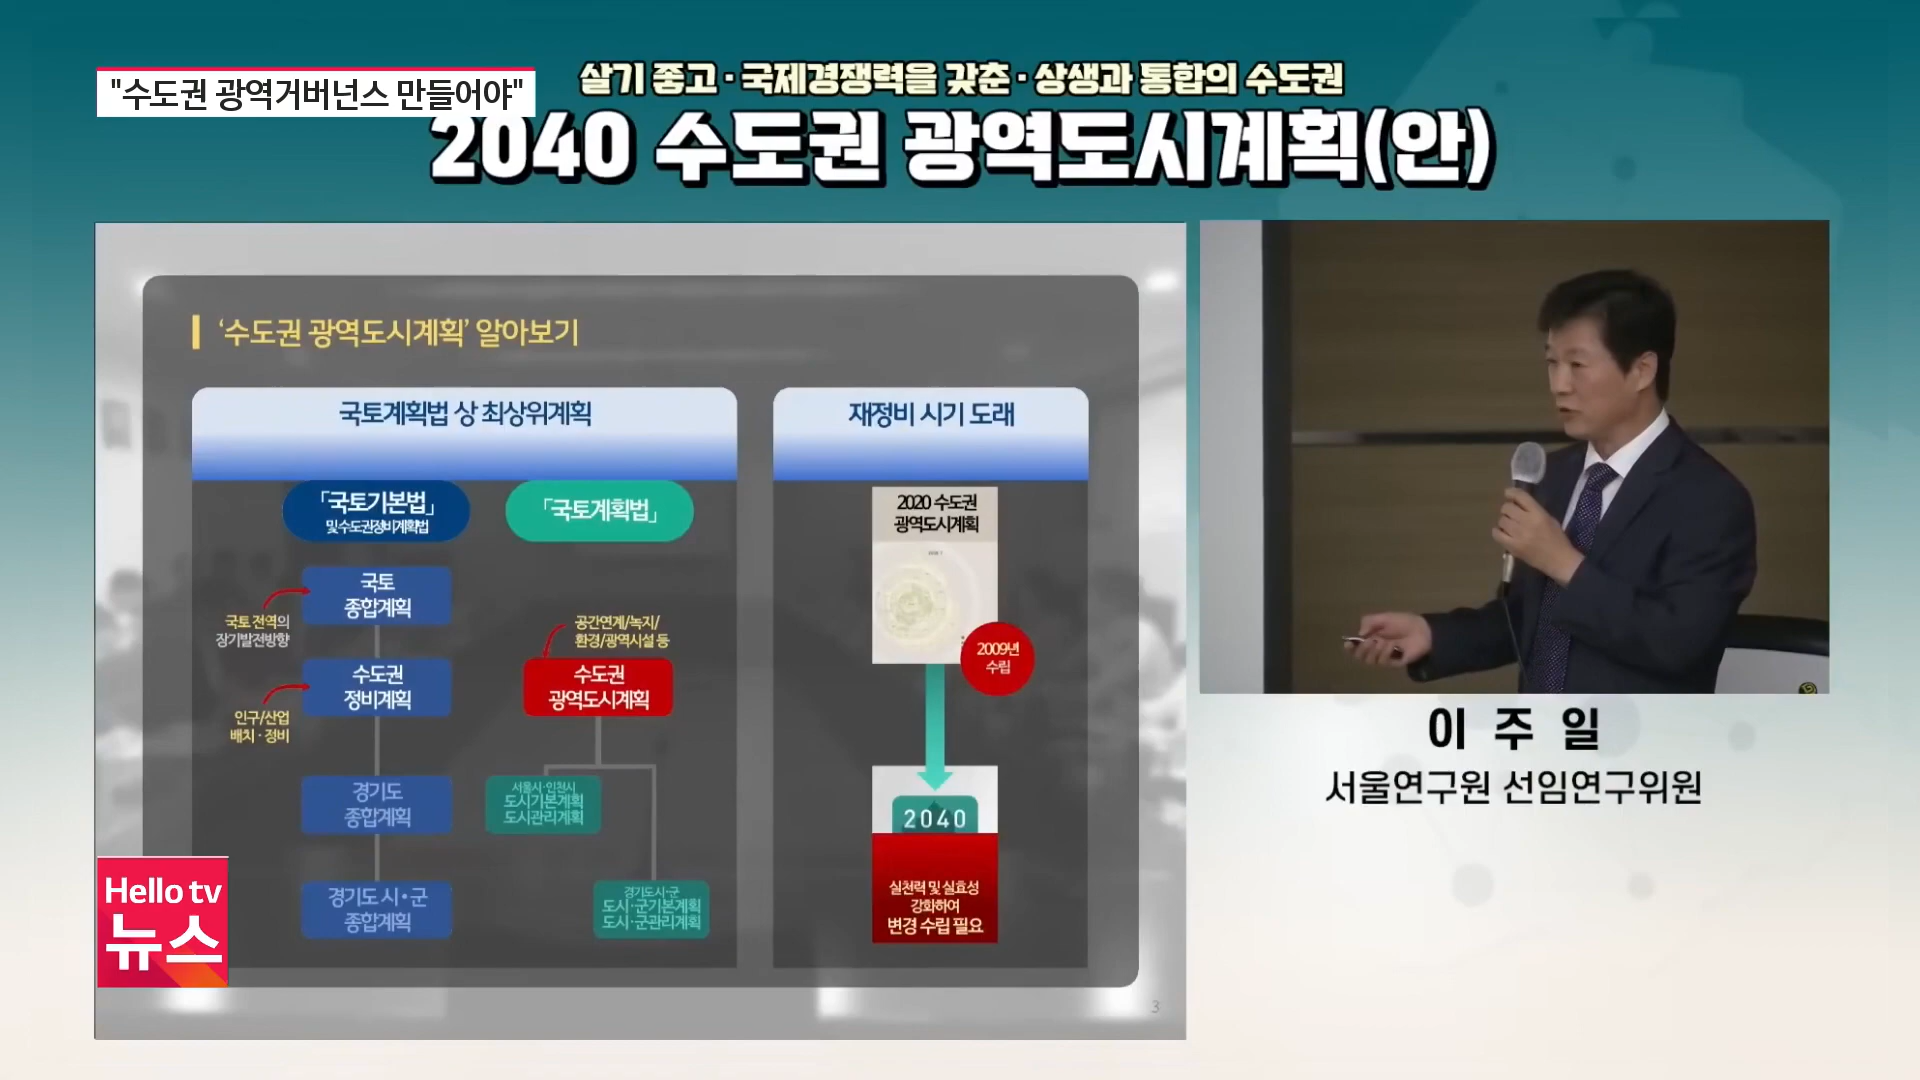 "수도권 광역거버넌스 만들어야"
살기 좋고·국제경쟁력을 갖춘·상생과 통합의 수도권
2040 수도권 광역도시계획(안)
'수도권 광역도시계획' 알아보기
국토계획법 상 최상위계획
「국토기본법」
및수도권정비계획법
「국토계획법」
국토
종합계획
국토 전역의
장기발전방향
수도권
정비계획
인구/산업
배치·정비
경기도
종합계획
경기도 시·군
종합계획
공간연계/녹지/
환경/광역시설 등
수도권
광역도시계획
서울시·인천시
도시기본계획
도시관리계획
경기도시·군
도시·군기본계획
도시·군관리계획
재정비 시기 도래
2020 수도권
광역도시계획
2009년
수립
2040
실천력 및 실효성
강화하여
변경 수립 필요
3
이주일
서울연구원 선임연구위원
Hello tv
뉴스